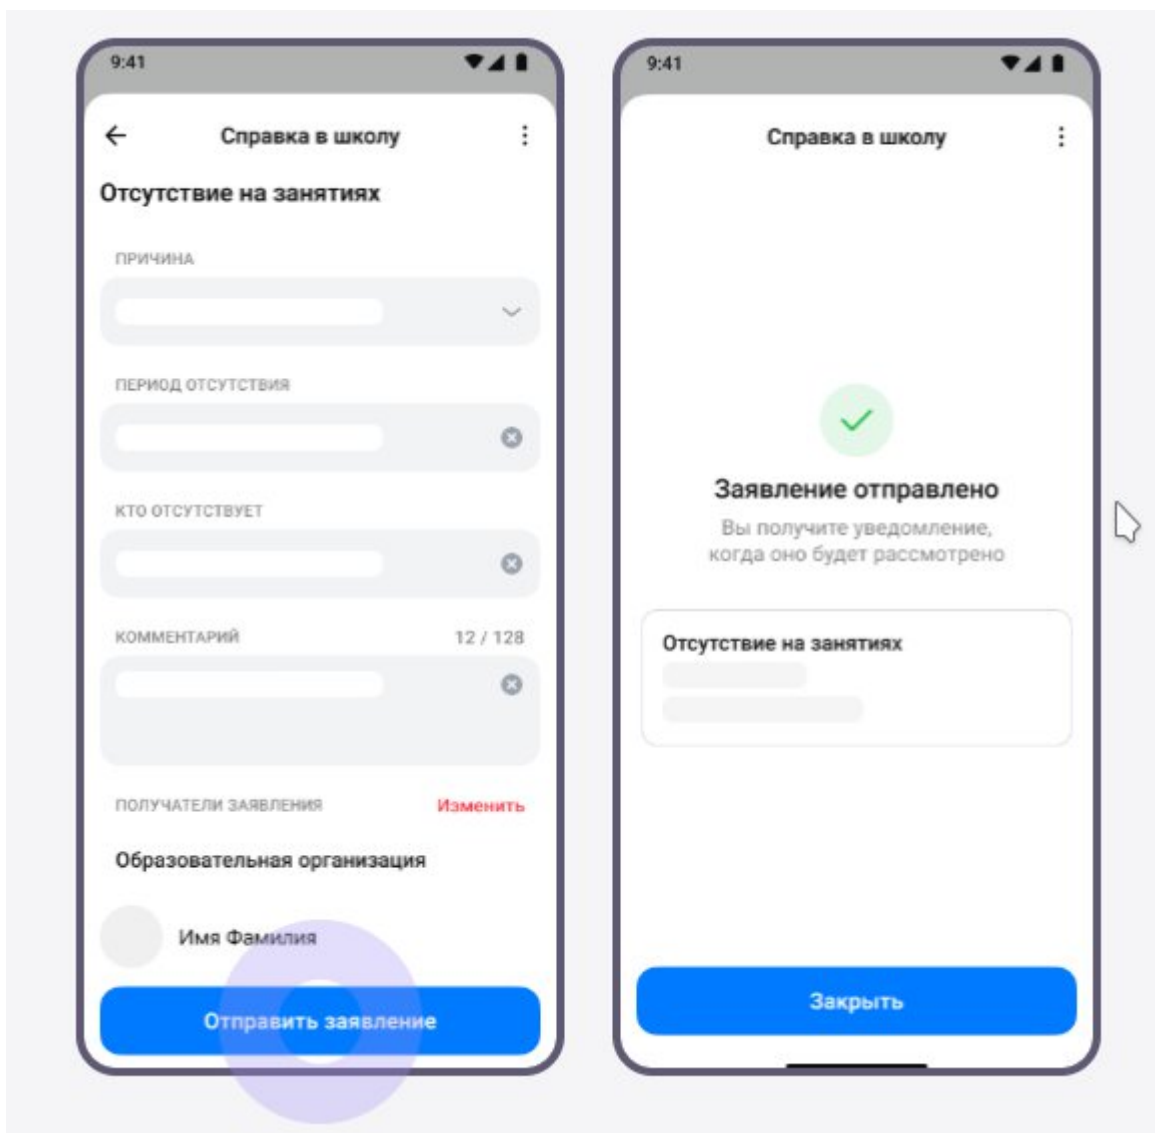 9:41
Справка в школу
Отсутствие на занятиях
ПРИЧИНА
ПЕРИОД ОТСУТСТВИЯ
КТО ОТСУТСТВУЕТ
КОММЕНТАРИЙ 12 / 128
ПОЛУЧАТЕЛИ ЗАЯВЛЕНИЯ Изменить
Образовательная организация
Имя Фамилия
Отправить заявление
9:41
Справка в школу
Заявление отправлено
Вы получите уведомление,
когда оно будет рассмотрено
Отсутствие на занятиях
Закрыть